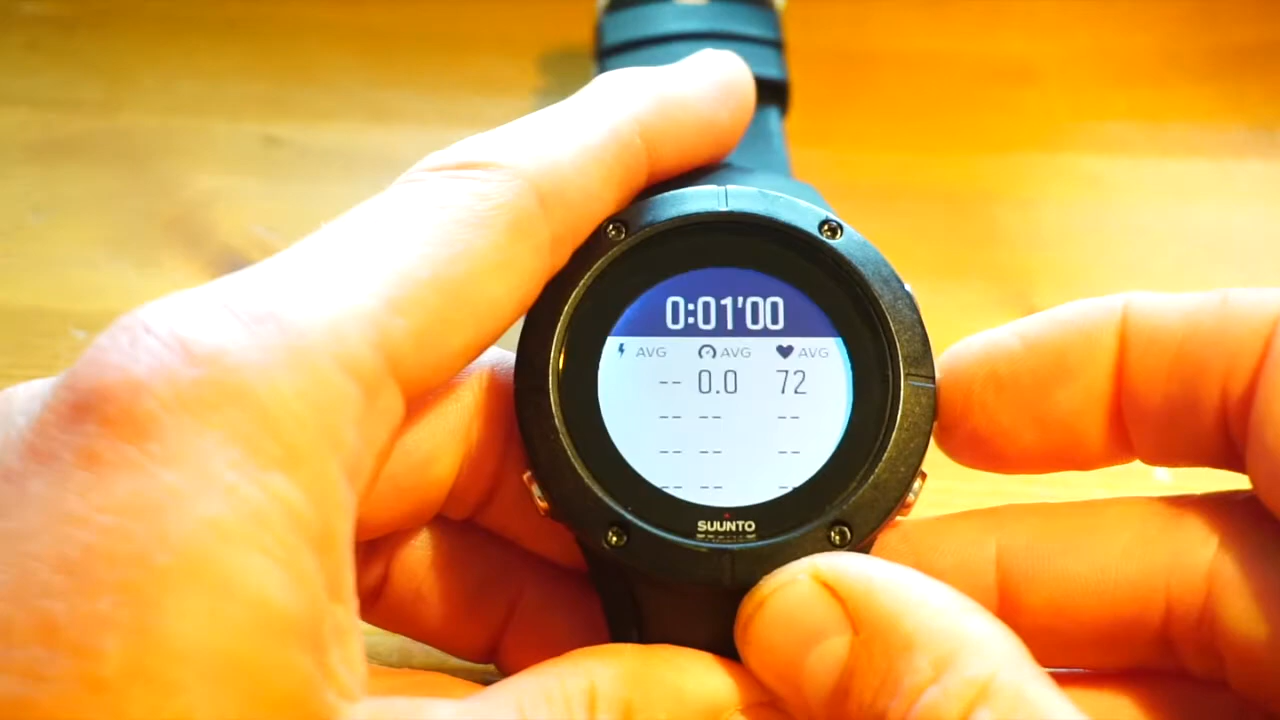 0:01'00
AVG AVG AVG
-- 0.0 72
-- -- --
-- -- --
-- -- --
SUUNTO